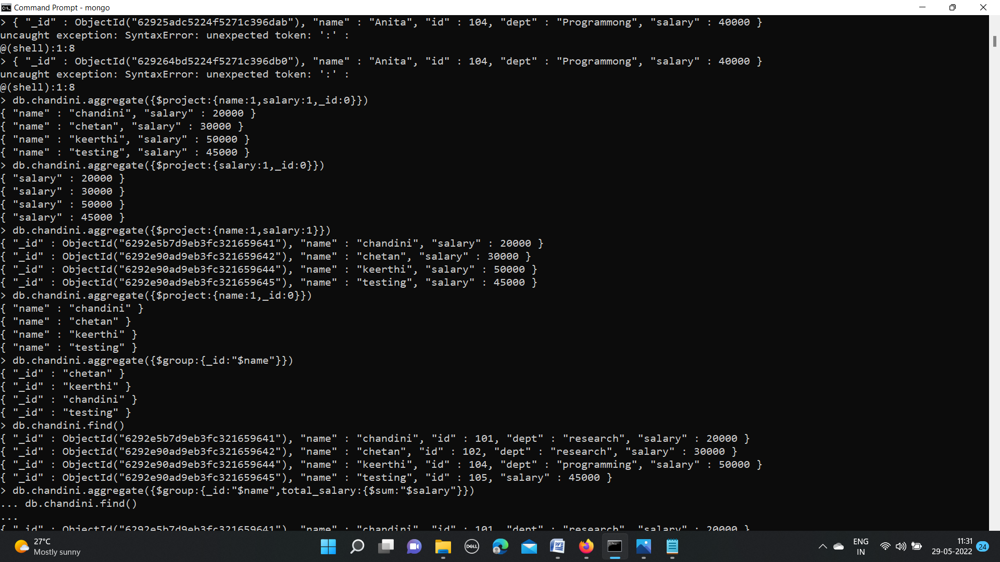 Command Prompt - mongo
> { "_id" : ObjectId("62925adc5224f5271c396dab"), "name" : "Anita", "id" : 104, "dept" : "Programmong", "salary" : 40000 }
uncaught exception: SyntaxError: unexpected token: ':' :
@(shell):1:8
> { "_id" : ObjectId("629264bd5224f5271c396db0"), "name" : "Anita", "id" : 104, "dept" : "Programmong", "salary" : 40000 }
uncaught exception: SyntaxError: unexpected token: ':' :
@(shell):1:8
> db.chandini.aggregate({$project:{name:1,salary:1,_id:0}})
{ "name" : "chandini", "salary" : 20000 }
{ "name" : "chetan", "salary" : 30000 }
{ "name" : "keerthi", "salary" : 50000 }
{ "name" : "testing", "salary" : 45000 }
> db.chandini.aggregate({$project:{salary:1,_id:0}})
{ "salary" : 20000 }
{ "salary" : 30000 }
{ "salary" : 50000 }
{ "salary" : 45000 }
> db.chandini.aggregate({$project:{name:1,salary:1}})
{ "_id" : ObjectId("6292e5b7d9eb3fc321659641"), "name" : "chandini", "salary" : 20000 }
{ "_id" : ObjectId("6292e90ad9eb3fc321659642"), "name" : "chetan", "salary" : 30000 }
{ "_id" : ObjectId("6292e90ad9eb3fc321659644"), "name" : "keerthi", "salary" : 50000 }
{ "_id" : ObjectId("6292e90ad9eb3fc321659645"), "name" : "testing", "salary" : 45000 }
> db.chandini.aggregate({$project:{name:1,_id:0}})
{ "name" : "chandini" }
{ "name" : "chetan" }
{ "name" : "keerthi" }
{ "name" : "testing" }
> db.chandini.aggregate({$group:{_id:"$name"}})
{ "_id" : "chetan" }
{ "_id" : "keerthi" }
{ "_id" : "chandini" }
{ "_id" : "testing" }
> db.chandini.find()
{ "_id" : ObjectId("6292e5b7d9eb3fc321659641"), "name" : "chandini", "id" : 101, "dept" : "research", "salary" : 20000 }
{ "_id" : ObjectId("6292e90ad9eb3fc321659642"), "name" : "chetan", "id" : 102, "dept" : "research", "salary" : 30000 }
{ "_id" : ObjectId("6292e90ad9eb3fc321659644"), "name" : "keerthi", "id" : 104, "dept" : "programming", "salary" : 50000 }
{ "_id" : ObjectId("6292e90ad9eb3fc321659645"), "name" : "testing", "id" : 105, "salary" : 45000 }
> db.chandini.aggregate({$group:{_id:"$name",total_salary:{$sum:"$salary"}})
... db.chandini.find()
...
{ "_id" : ObjectId("6292e5b7d9eb3fc321659641"), "name" : "chandini", "id" : 101, "dept" : "research", "salary" : 20000 }
27°C
Mostly sunny
DELL
ENG
IN
11:31
29-05-2022
24